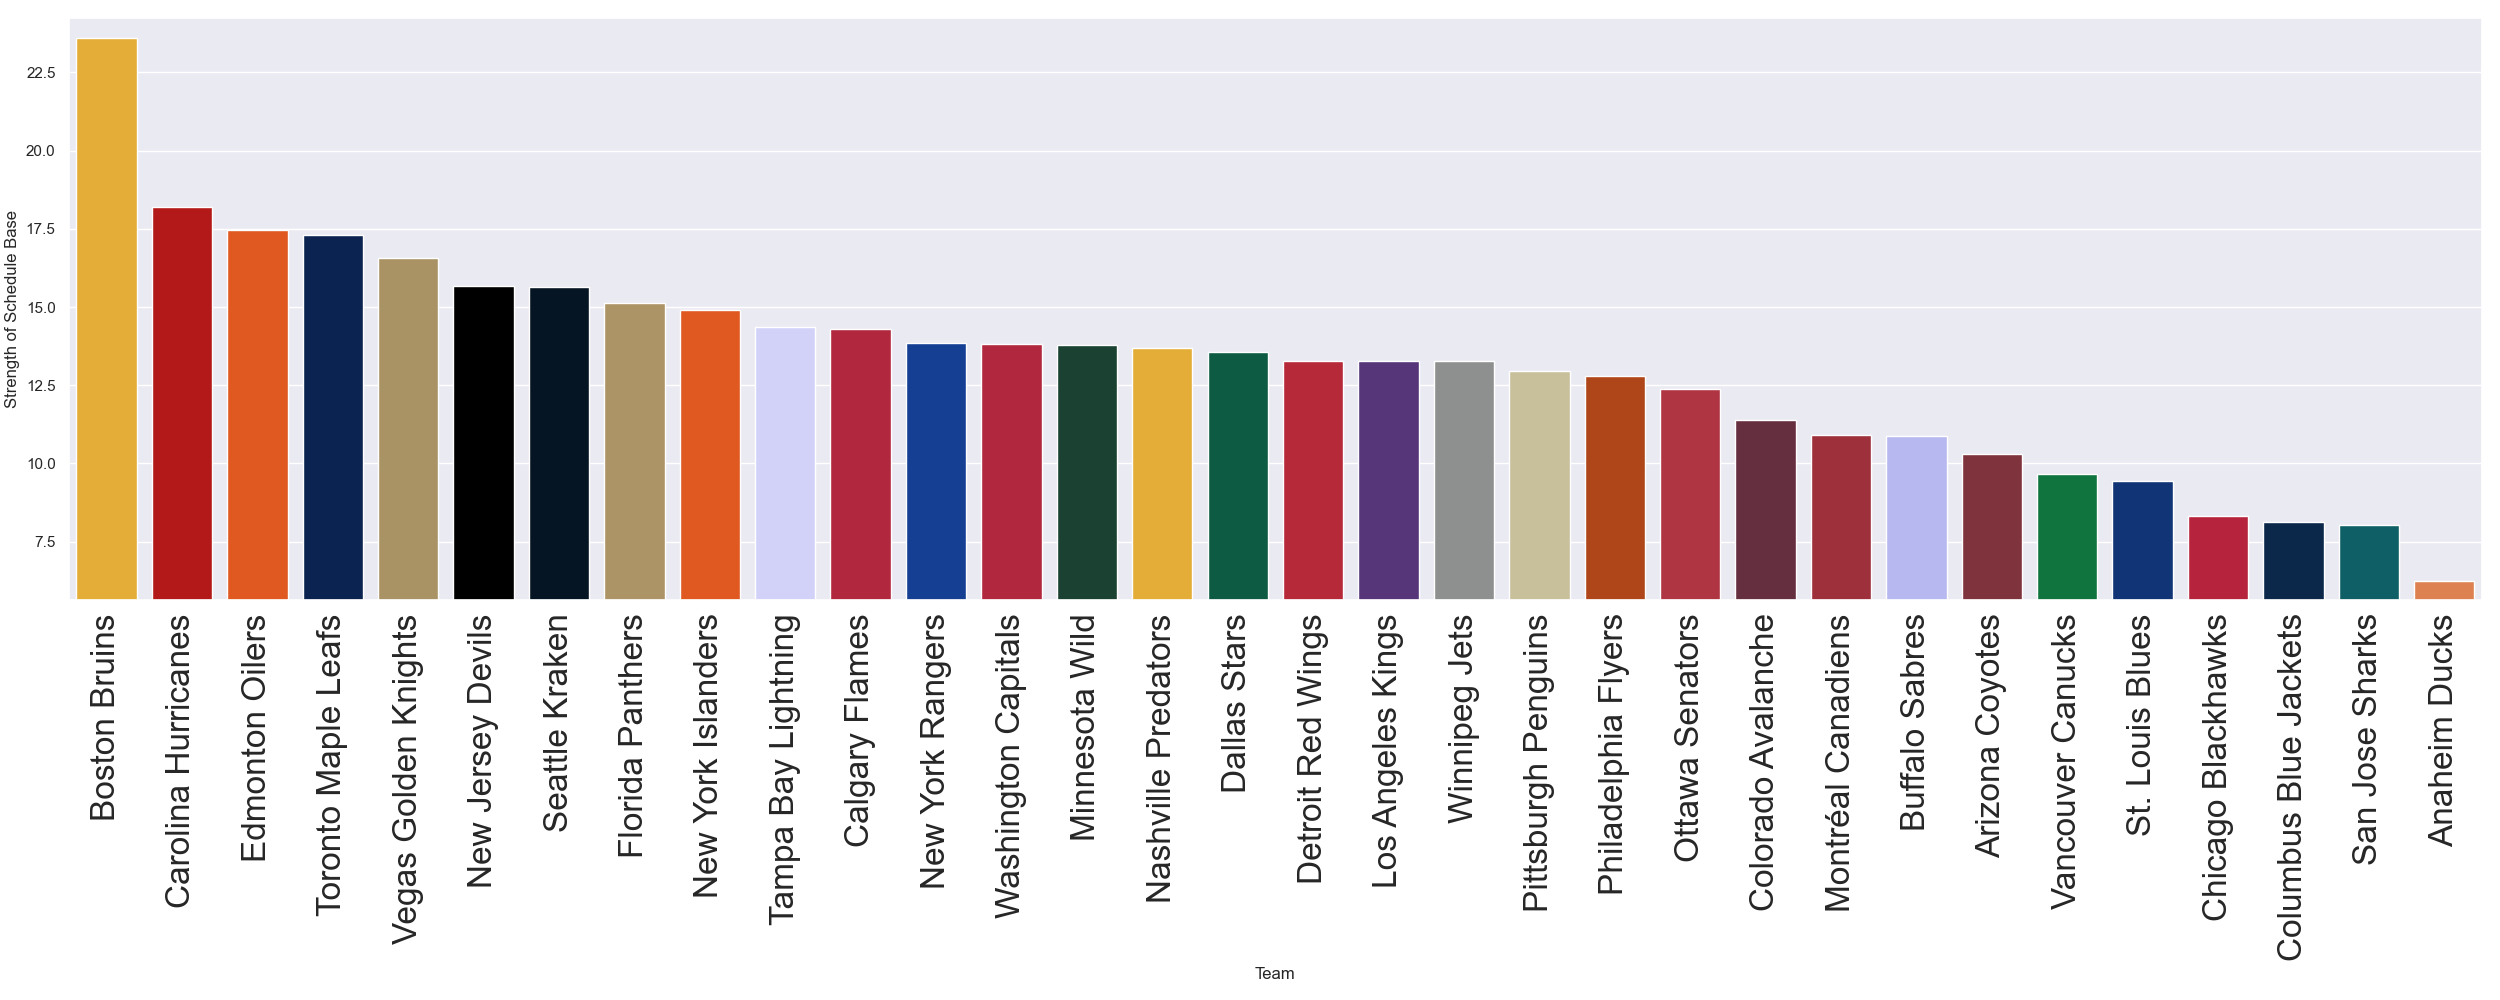 Strength of Schedule Base
22.5
20.0
17.5
15.0
12.5
10.0
7.5
Boston Bruins
Carolina Hurricanes
Edmonton Oilers
Toronto Maple Leafs
Vegas Golden Knights
New Jersey Devils
Seattle Kraken
Florida Panthers
New York Islanders
Tampa Bay Lightning
Calgary Flames
New York Rangers
Washington Capitals
Minnesota Wild
Nashville Predators
Dallas Stars
Detroit Red Wings
Los Angeles Kings
Winnipeg Jets
Pittsburgh Penguins
Philadelphia Flyers
Ottawa Senators
Colorado Avalanche
Montréal Canadiens
Buffalo Sabres
Arizona Coyotes
Vancouver Canucks
St. Louis Blues
Chicago Blackhawks
Columbus Blue Jackets
San Jose Sharks
Anaheim Ducks
Team